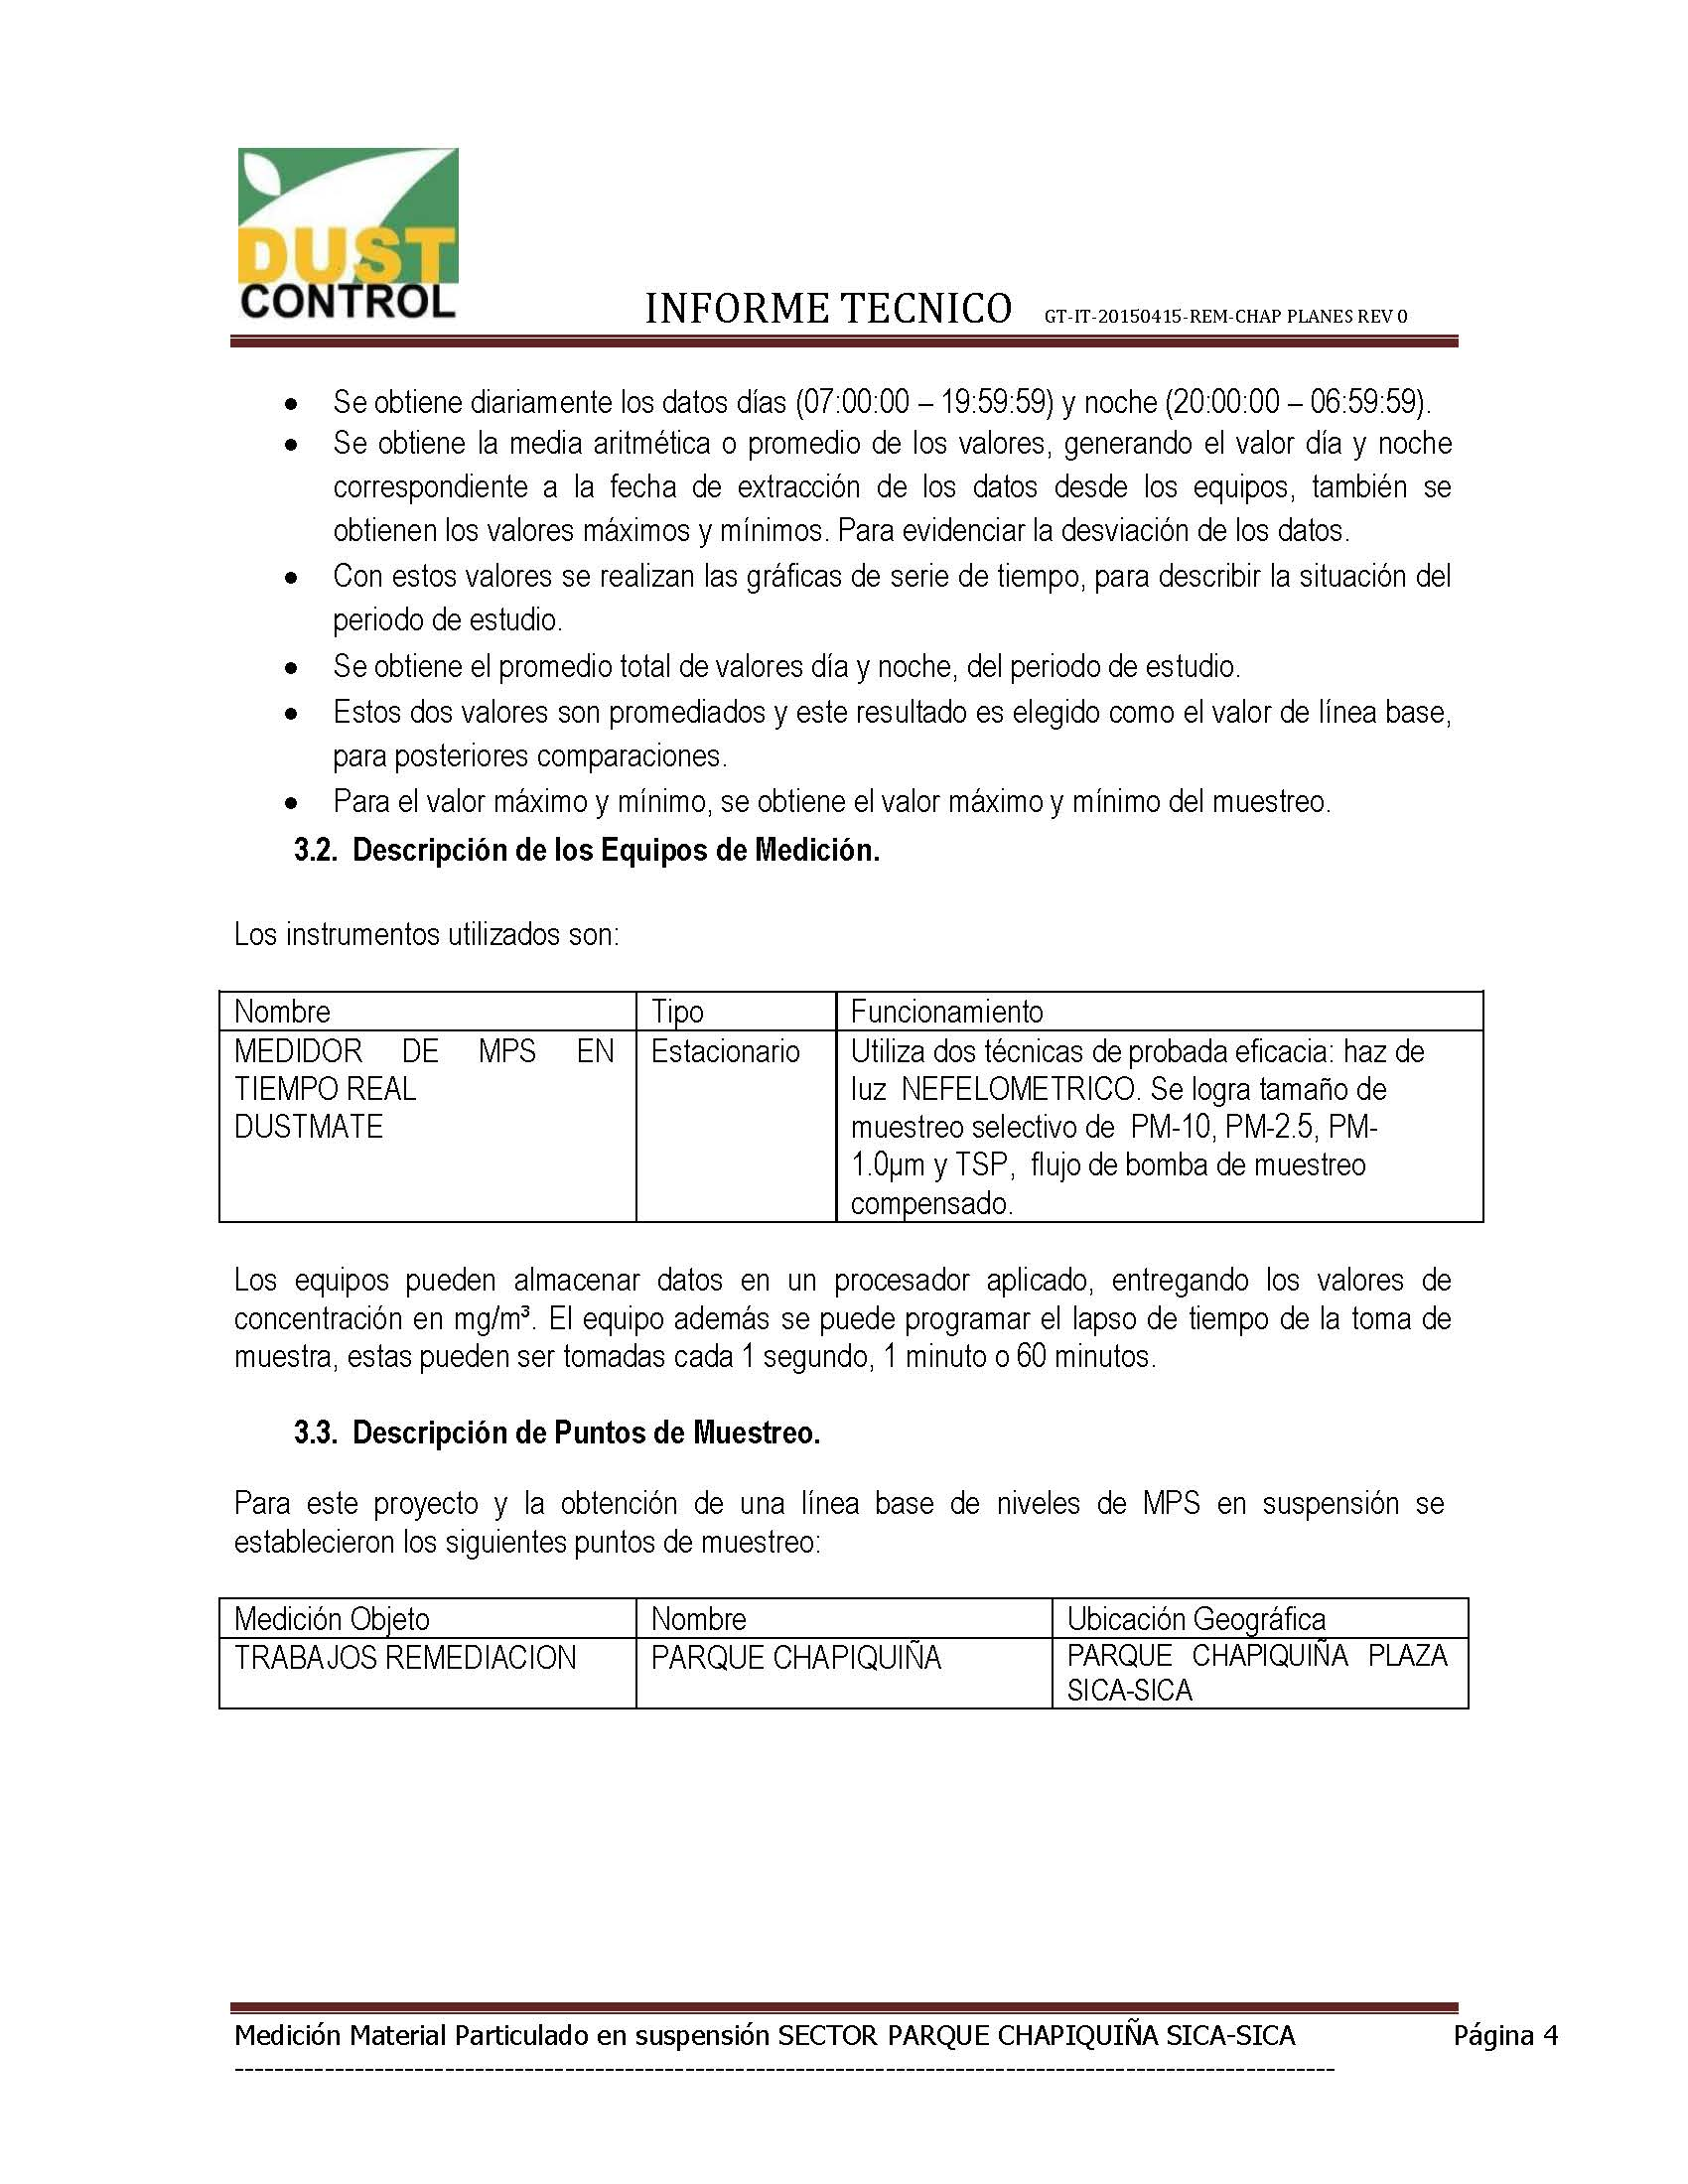 DUST
CONTROL
INFORME TECNICO GT-IT-20150415-REM-CHAP PLANES REV 0
• Se obtiene diariamente los datos días (07:00:00 – 19:59:59) y noche (20:00:00 – 06:59:59).
• Se obtiene la media aritmética o promedio de los valores, generando el valor día y noche
correspondiente a la fecha de extracción de los datos desde los equipos, también se
obtienen los valores máximos y mínimos. Para evidenciar la desviación de los datos.
• Con estos valores se realizan las gráficas de serie de tiempo, para describir la situación del
periodo de estudio.
• Se obtiene el promedio total de valores día y noche, del periodo de estudio.
• Estos dos valores son promediados y este resultado es elegido como el valor de línea base,
para posteriores comparaciones.
• Para el valor máximo y mínimo, se obtiene el valor máximo y mínimo del muestreo.
3.2. Descripción de los Equipos de Medición.
Los instrumentos utilizados son:
Nombre Tipo Funcionamiento
MEDIDOR DE MPS EN Estacionario Utiliza dos técnicas de probada eficacia: haz de
TIEMPO REAL luz NEFELOMETRICO. Se logra tamaño de
DUSTMATE muestreo selectivo de PM-10, PM-2.5, PM-
1.0µm y TSP, flujo de bomba de muestreo
compensado.
Los equipos pueden almacenar datos en un procesador aplicado, entregando los valores de
concentración en mg/m³. El equipo además se puede programar el lapso de tiempo de la toma de
muestra, estas pueden ser tomadas cada 1 segundo, 1 minuto o 60 minutos.
3.3. Descripción de Puntos de Muestreo.
Para este proyecto y la obtención de una línea base de niveles de MPS en suspensión se
establecieron los siguientes puntos de muestreo:
Medición Objeto Nombre Ubicación Geográfica
TRABAJOS REMEDIACION PARQUE CHAPIQUIÑA PARQUE CHAPIQUIÑA PLAZA
SICA-SICA
Medición Material Particulado en suspensión SECTOR PARQUE CHAPIQUIÑA SICA-SICA Página 4
--------------------------------------------------------------------------------------------------------------